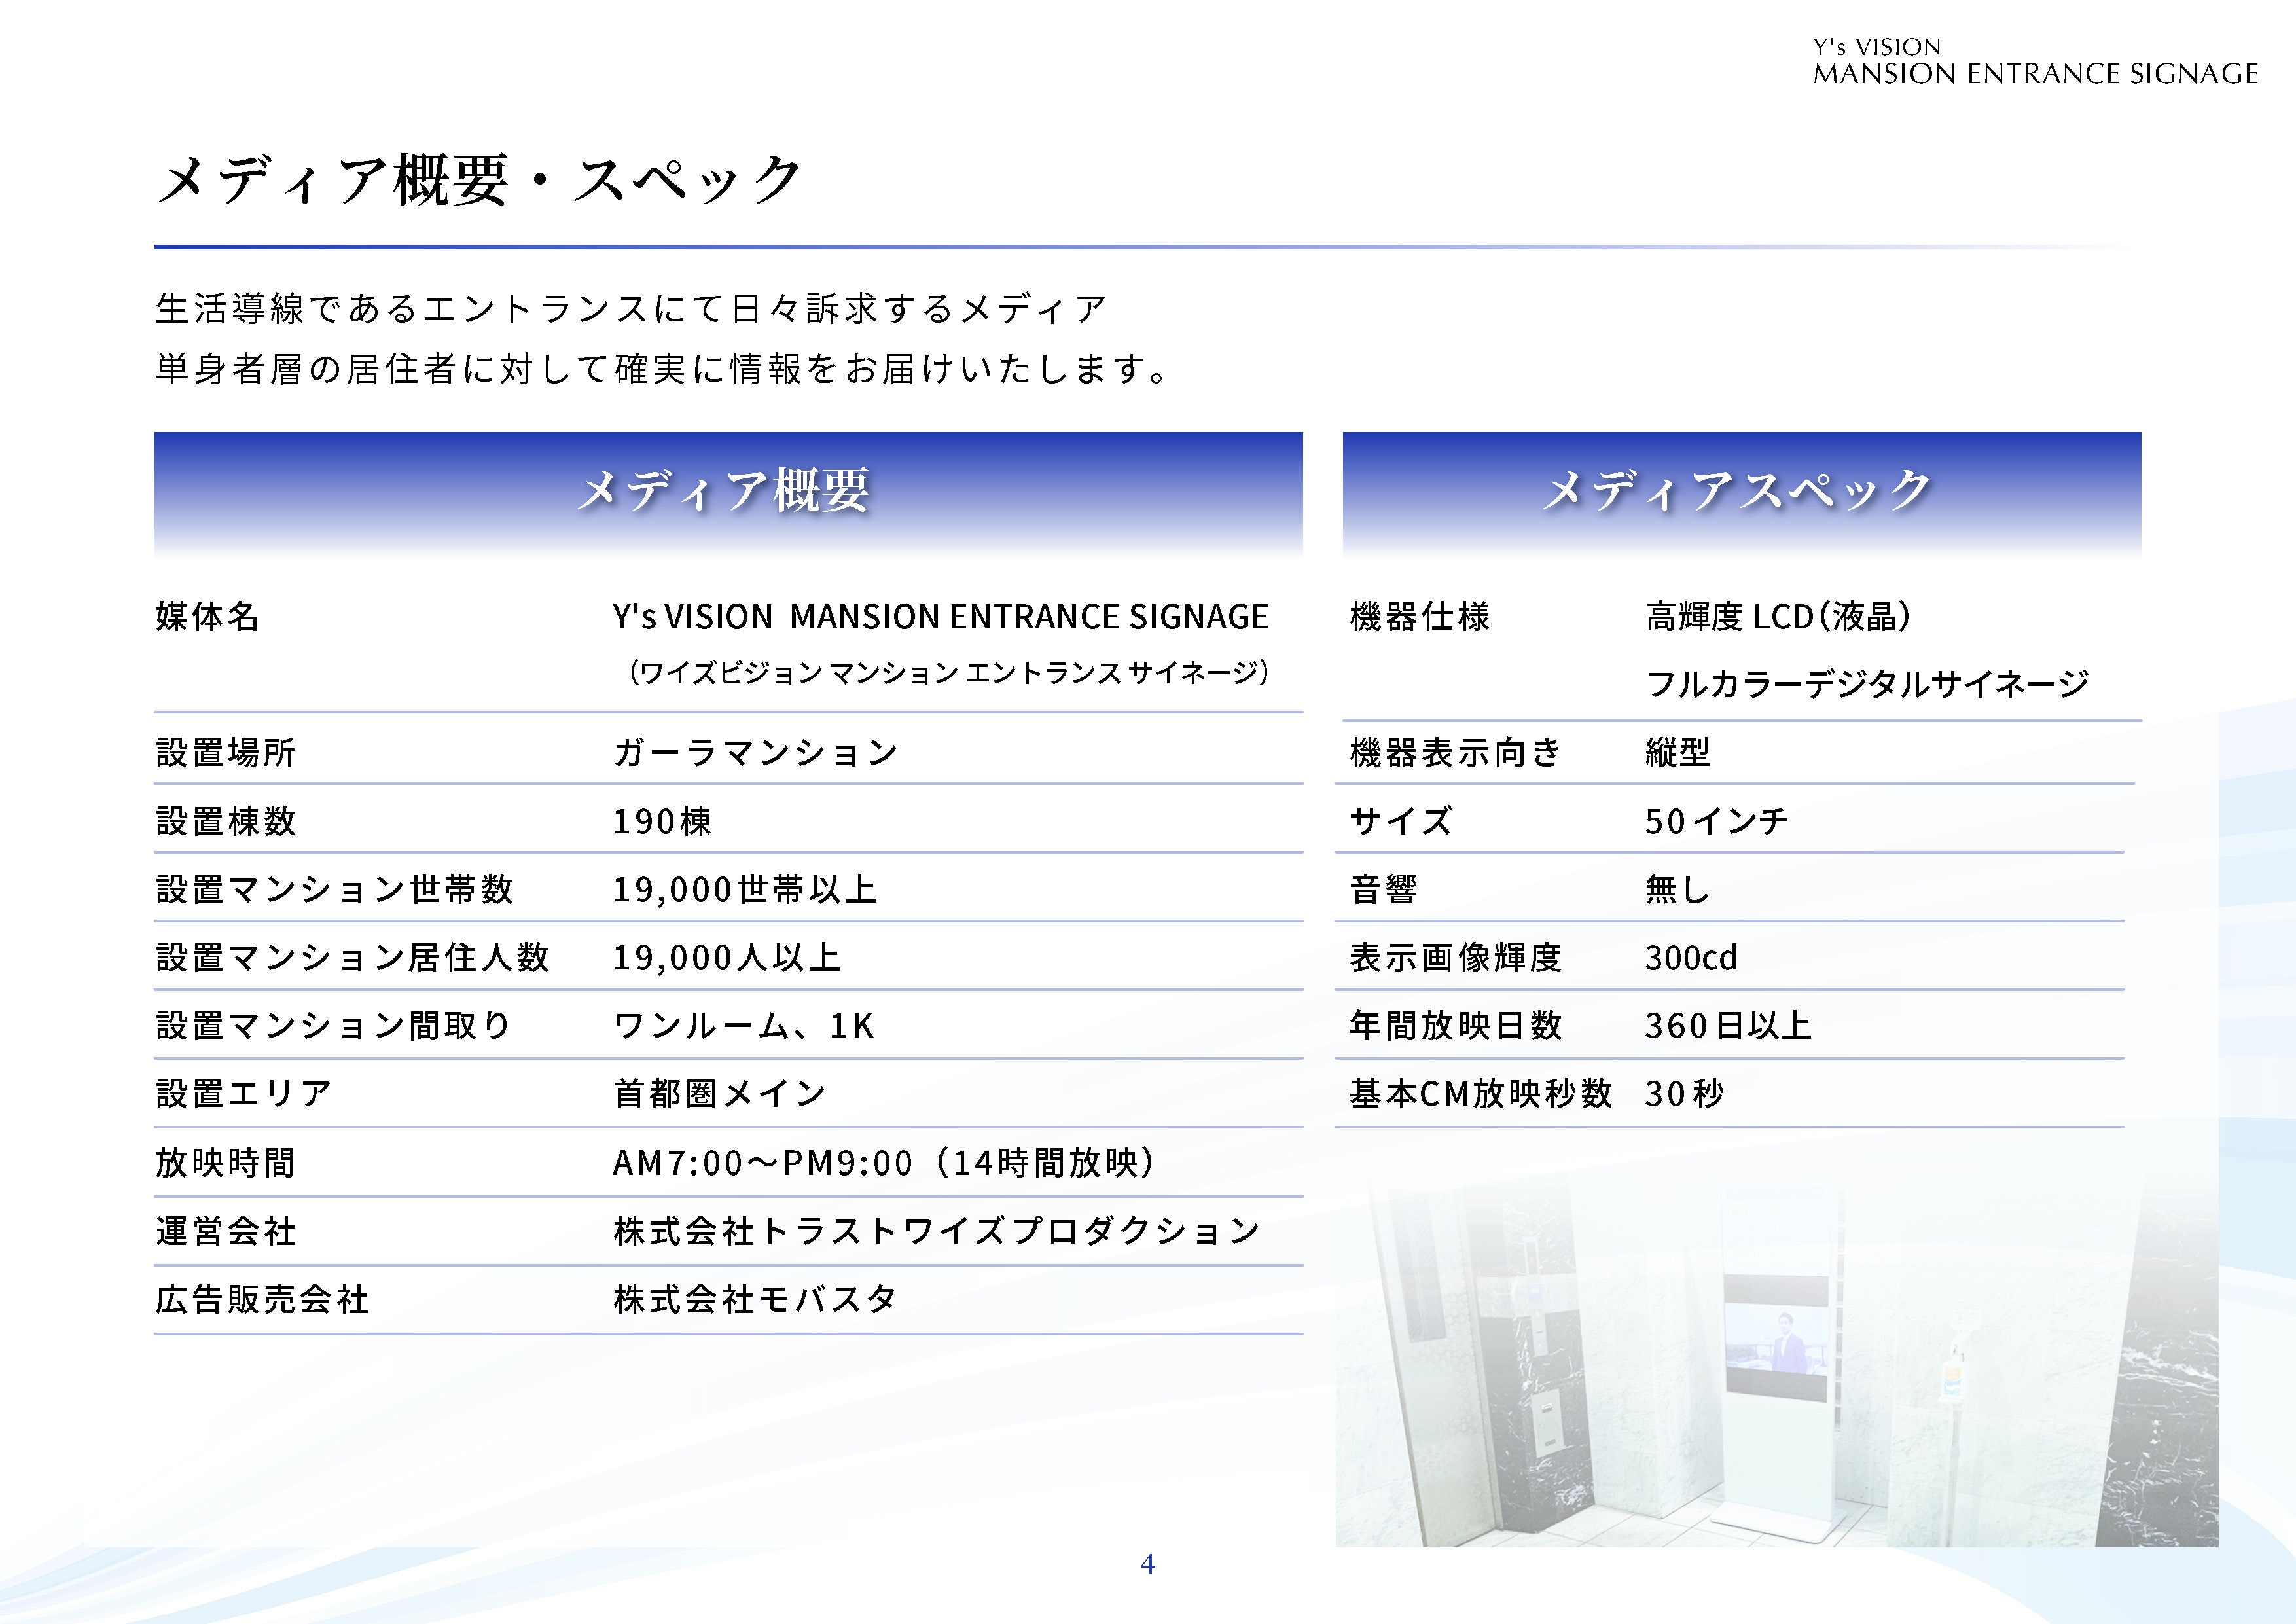 Y's VISION
MANSION ENTRANCE SIGNAGE
メディア概要・スペック
生活導線であるエントランスにて日々訴求するメディア
単身者層の居住者に対して確実に情報をお届けいたします。
メディア概要
媒体名 Y's VISION MANSION ENTRANCE SIGNAGE
（ワイズビジョン マンション エントランス サイネージ）
設置場所 ガーラマンション
設置棟数 190棟
設置マンション世帯数 19,000世帯以上
設置マンション居住人数 19,000人以上
設置マンション間取り ワンルーム、1K
設置エリア 首都圏メイン
放映時間 AM7:00～PM9:00（14時間放映）
運営会社 株式会社トラストワイズプロダクション
広告販売会社 株式会社モバスタ
メディアスペック
機器仕様 高輝度 LCD（液晶）
フルカラーデジタルサイネージ
機器表示向き 縦型
サイズ 50インチ
音響 無し
表示画像輝度 300cd
年間放映日数 360日以上
基本CM放映秒数 30秒
4